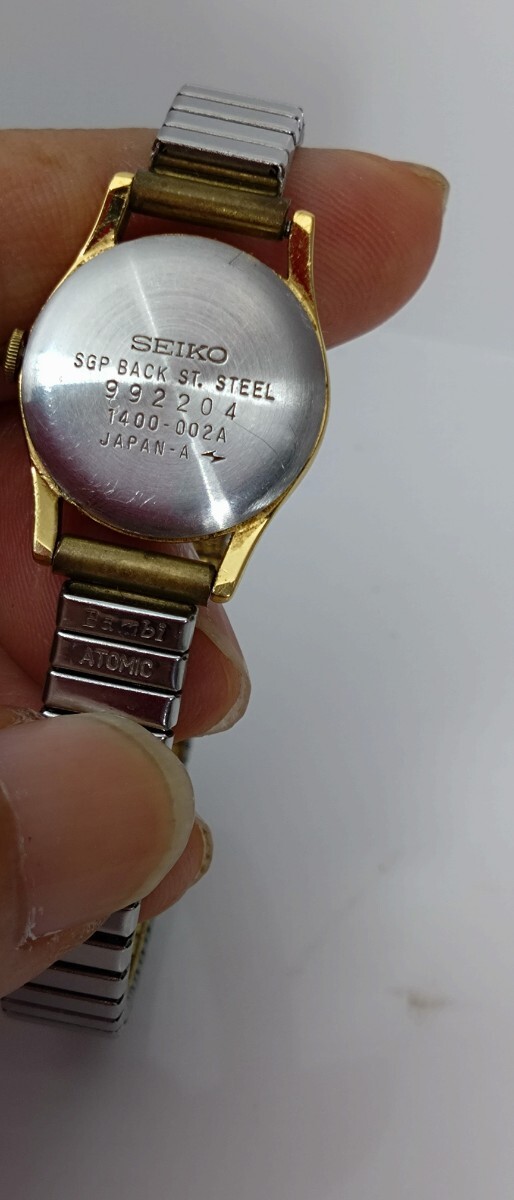 SEIKO
SGP BACK ST. STEEL
992204
1400-002A
JAPAN-A
Bambi
ATOMIC